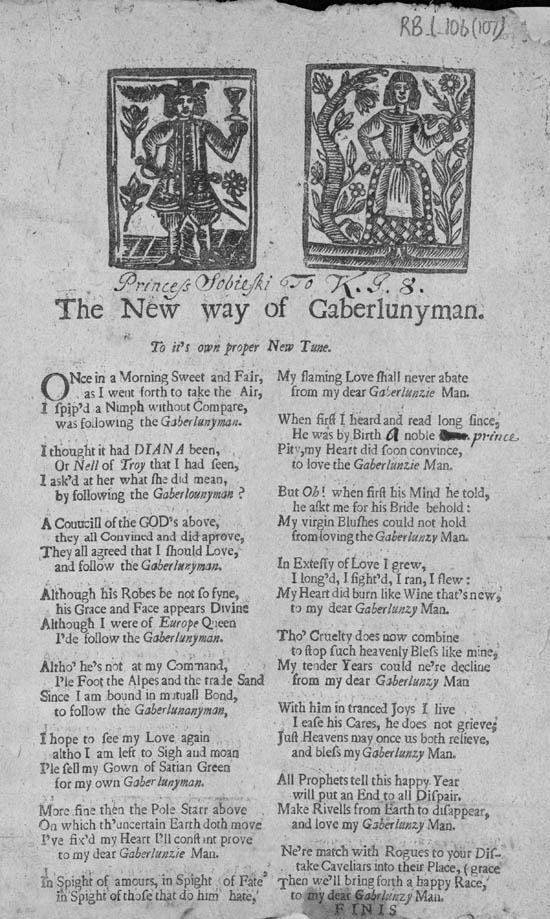 RB.l.106(107)
Princess Sobieski To K. J. 8.
The New way of Gaberlunyman.
To it's own proper New Tune.
ONce in a Morning Sweet and Fair,
as I went forth to take the Air,
I spip'd a Nimph without Compare,
was following the Gaberlunyman.
I thought it had DIANA been,
Or Nell of Troy that I had seen,
I ask'd at her what she did mean,
by following the Gaberlounyman ?
A Coutcill of the GOD's above,
they all Convined and did aprove,
They all agreed that I should Love,
and follow the Gaberlunyman.
Although his Robes be not so fyne,
his Grace and Face appears Divine
Although I were of Europe Queen
I'de follow the Gaberlunyman.
Altho' he's not at my Command,
I'le Foot the Alpes and the trade Sand
Since I am bound in mutuall Bond,
to follow the Gaberlunanyman,
I hope to see my Love again
altho I am left to Sigh and moan
I'le sell my Gown of Satian Green
for my own Gaberlunyman.
More fine then the Pole Starr above
On which th'uncertain Earth doth move
I've fix'd my Heart I'll constant prove
to my dear Gaberlunzie Man.
In Spight of amours, in Spight of Fate
in Spight of those that do him hate,
My flaming Love shall never abate
from my dear Gaberlunzie Man.
When first I heard and read long since,
He was by Birth a noble prince
Pity, my Heart did soon convince,
to love the Gaberlunzie Man.
But Oh! when first his Mind he told,
he askt me for his Bride behold :
My virgin Blushes could not hold
from loving the Gaberlunzy Man.
In Extessy of Love I grew,
I long'd, I sight'd, I ran, I flew :
My Heart did burn like Wine that's new,
to my dear Gaberlunzy Man.
Tho' Cruelty does now combine
to stop such heavenly Bless like mine,
My tender Years could ne're decline
from my dear Gaberlunzy Man
With him in tranced Joys I live
I ease his Cares, he does not grieve;
Just Heavens may once us both relieve,
and bless my Gaberlunzy Man.
All Prophets tell this happy Year
will put an End to all Dispair.
Make Rivells from Earth to disappear,
and love my Gaberlunzy Man.
Ne're match with Rogues to your Dis-
take Caveliars into their Place, ( grace
Then we'll bring forth a happy Race,
to my dear Gabrlunzy Man.
FINIS